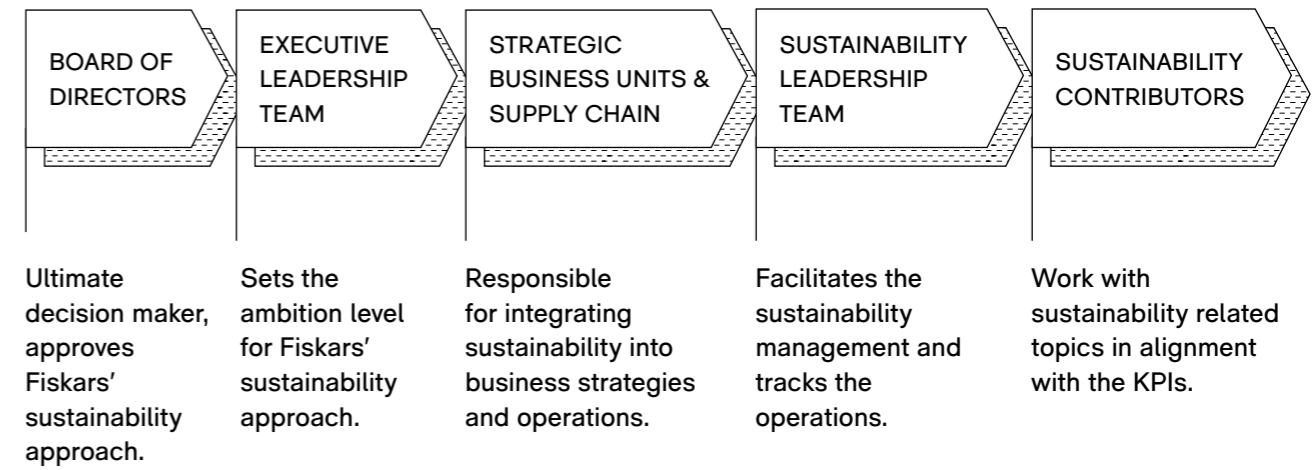 BOARD OF
DIRECTORS
EXECUTIVE
LEADERSHIP
TEAM
STRATEGIC
BUSINESS UNITS &
SUPPLY CHAIN
SUSTAINABILITY
LEADERSHIP
TEAM
SUSTAINABILITY
CONTRIBUTORS
Ultimate
decision maker,
approves
Fiskars’
sustainability
approach.
Sets the
ambition level
for Fiskars’
sustainability
approach.
Responsible
for integrating
sustainability into
business strategies
and operations.
Facilitates the
sustainability
management and
tracks the
operations.
Work with
sustainability related
topics in alignment
with the KPIs.